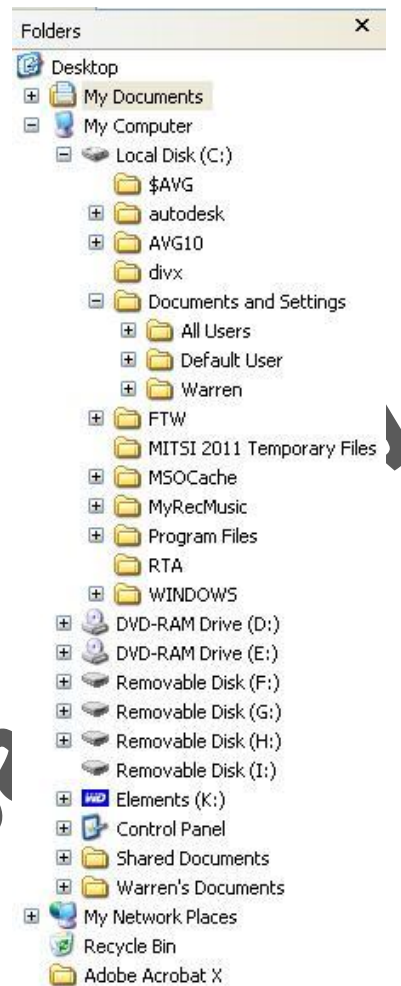 Folders
Desktop
My Documents
My Computer
Local Disk (C:)
$AVG
autodesk
AVG10
divx
Documents and Settings
All Users
Default User
Warren
FTW
MITSI 2011 Temporary Files
MSOCache
MyRecMusic
Program Files
RTA
WINDOWS
DVD-RAM Drive (D:)
DVD-RAM Drive (E:)
Removable Disk (F:)
Removable Disk (G:)
Removable Disk (H:)
Removable Disk (I:)
WD Elements (K:)
Control Panel
Shared Documents
Warren's Documents
My Network Places
Recycle Bin
Adobe Acrobat X